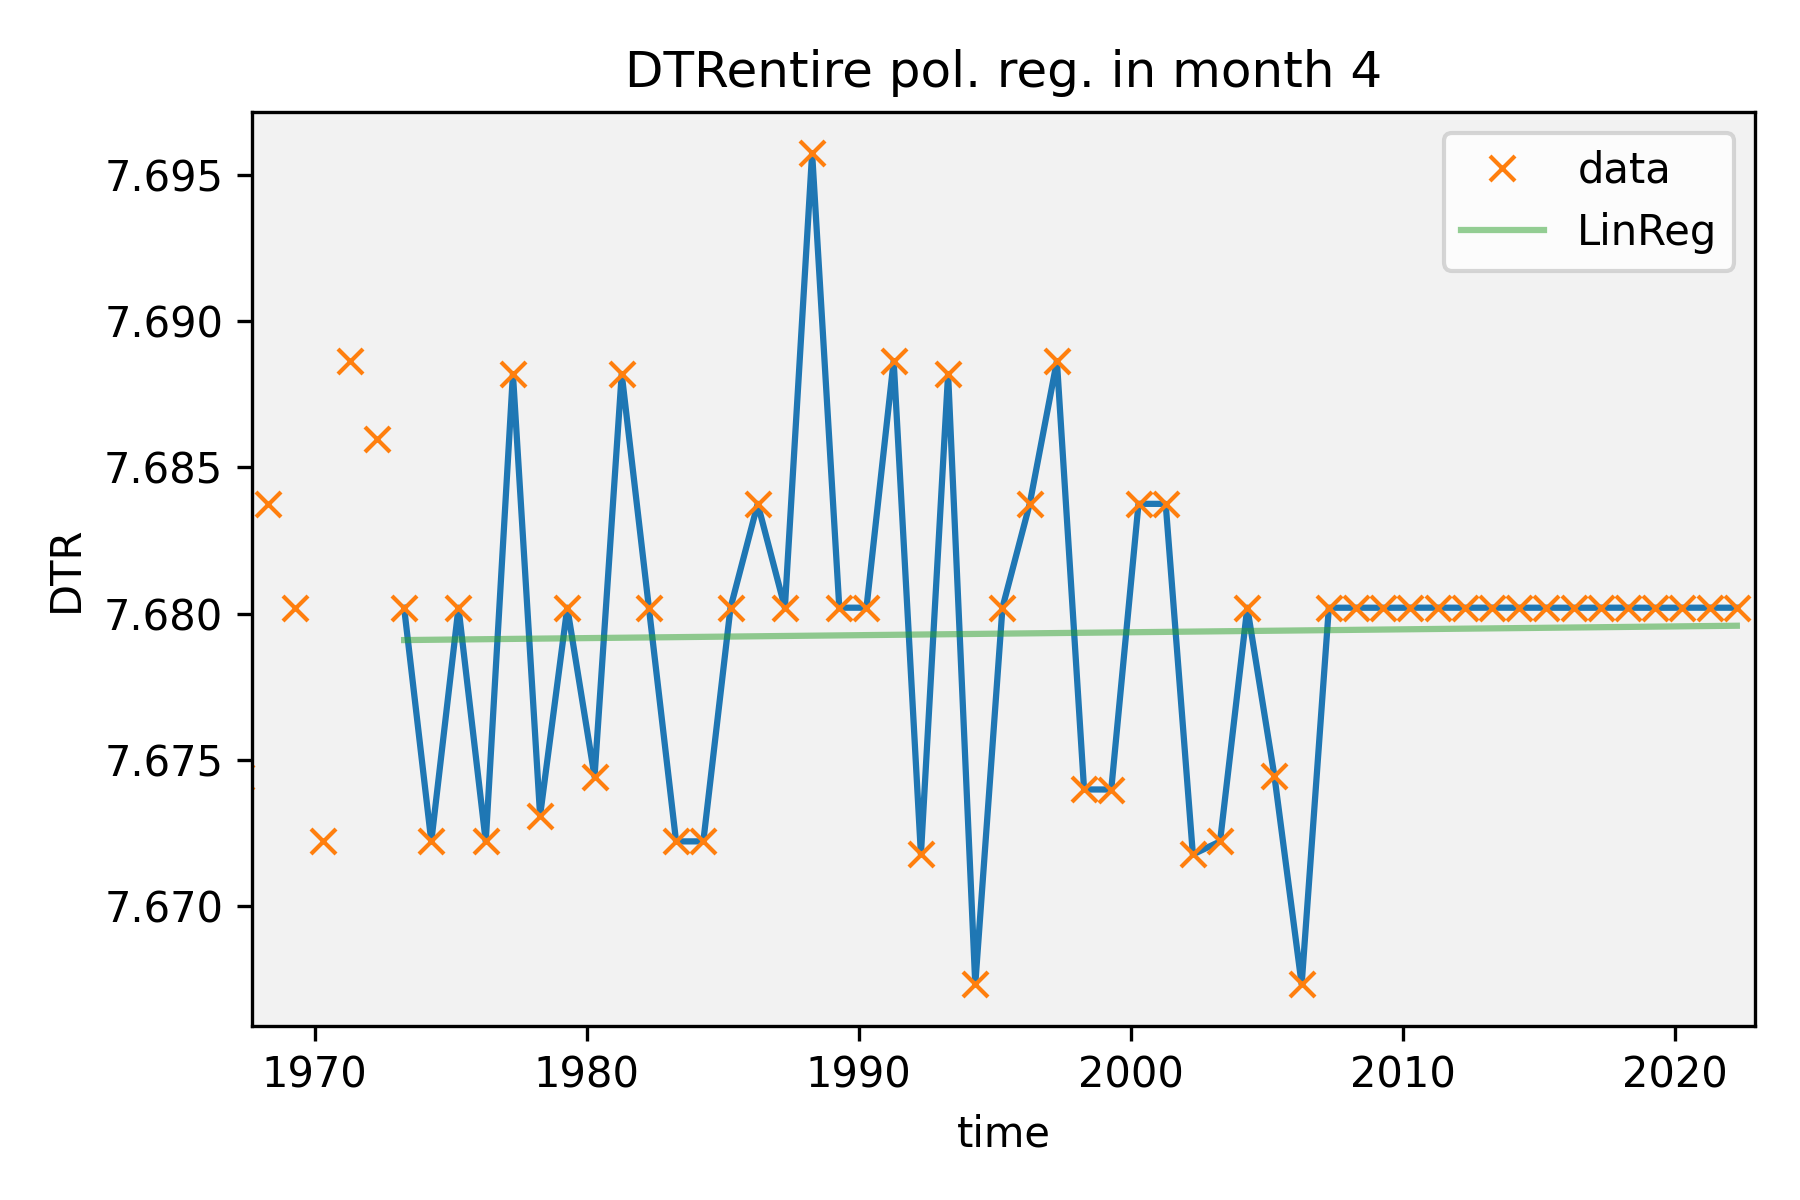 DTRentire pol. reg. in month 4
data
LinReg
7.695
7.690
7.685
7.680
7.675
7.670
DTR
1970 1980 1990 2000 2010 2020
time